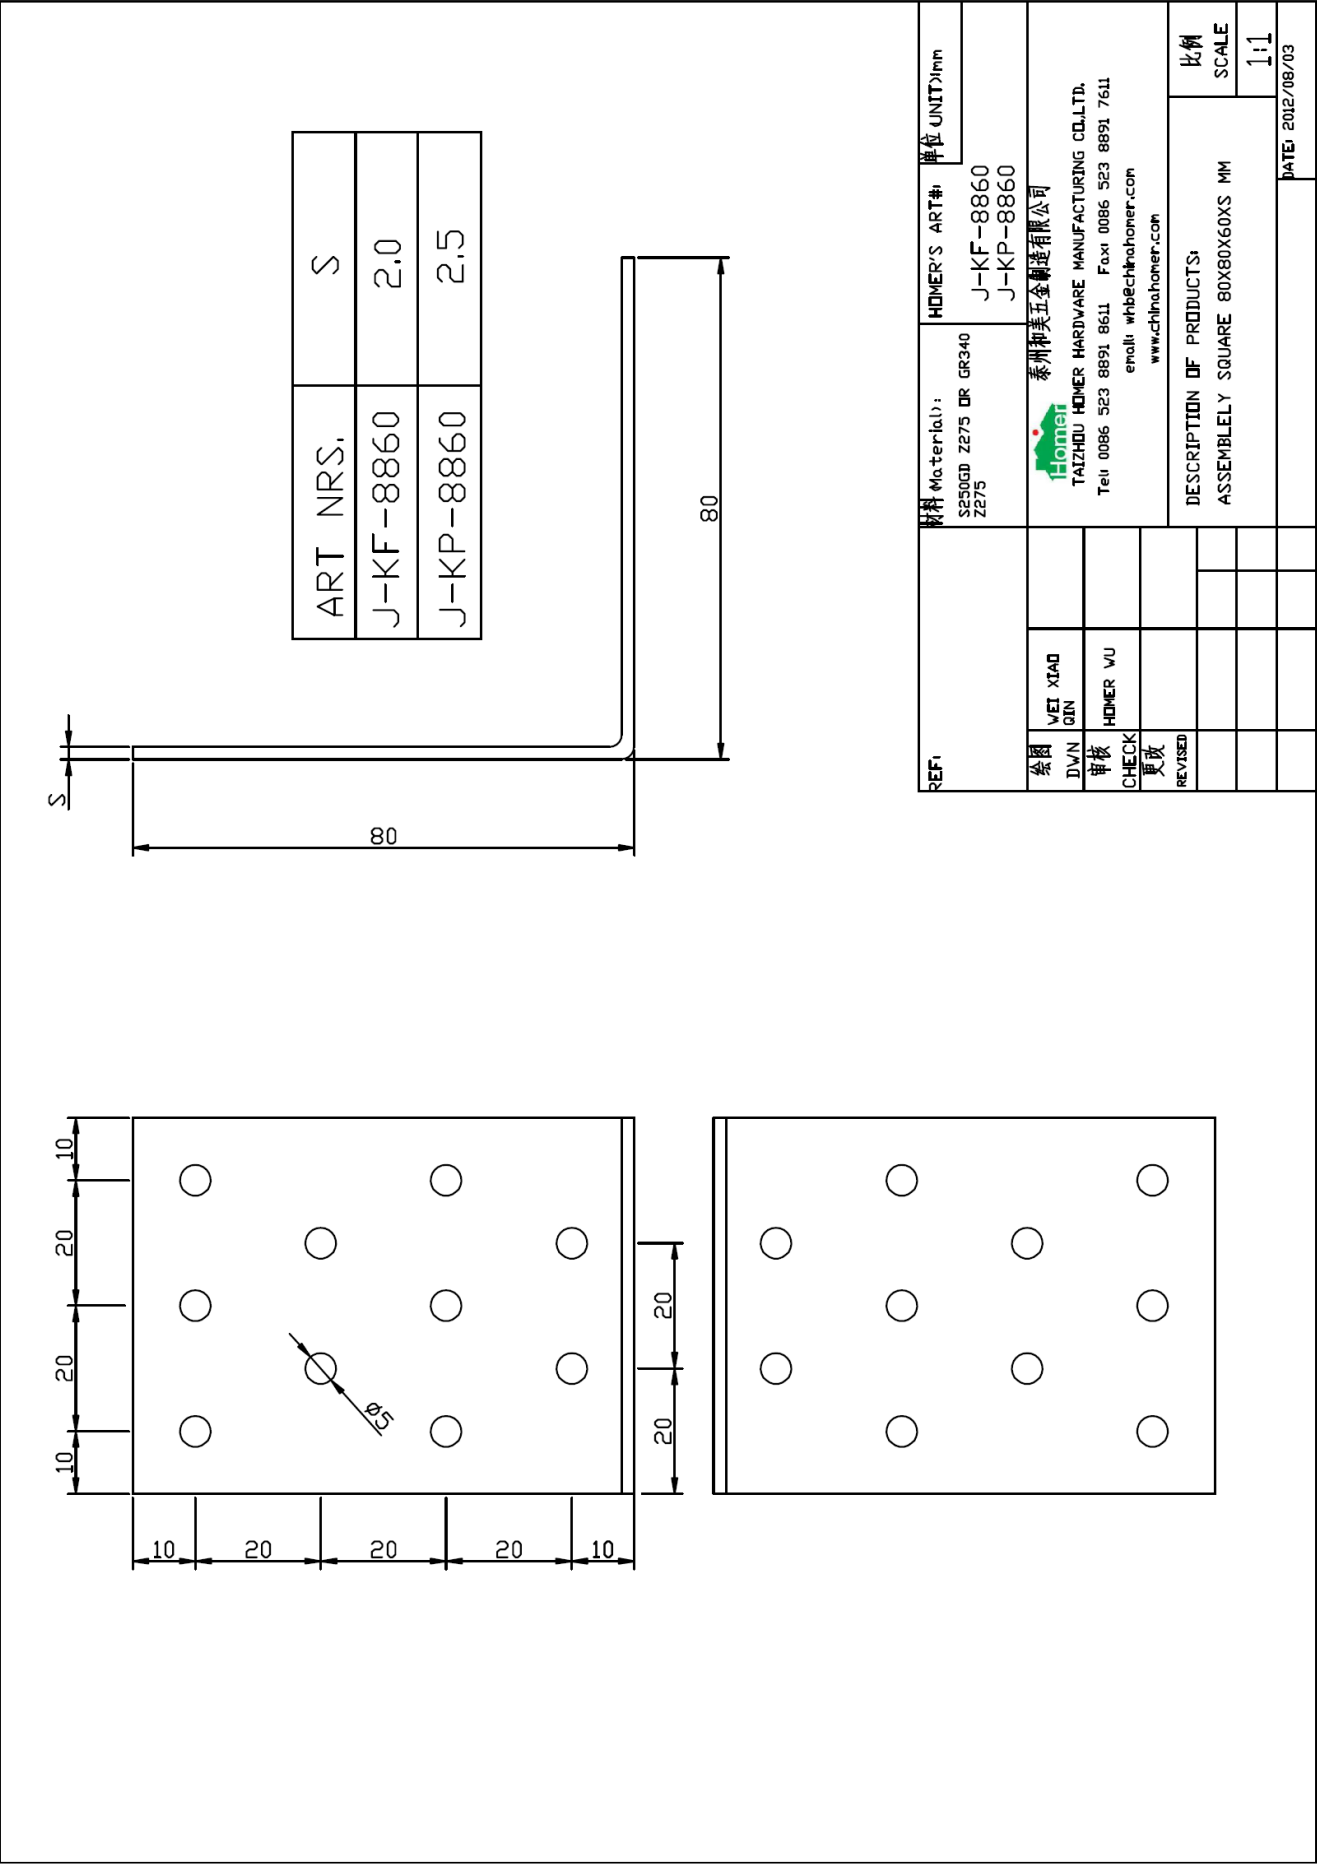 ART NRS. S
J-KF-8860 2.0
J-KP-8860 2.5
S
80
80
10
20
20
10
ø5
20
20
10
20
20
20
10
REF:
材料(Material):
S250GD Z275 OR GR340
Z275
HOMER'S ART#:
J-KF-8860
J-KP-8860
单位(UNIT):mm
绘图
DWN
WEI XIAO
QIN
审核
CHECK
HOMER WU
更改
REVISED
Homer
泰州和美五金制造有限公司
TAIZHOU HOMER HARDWARE MANUFACTURING CO.,LTD.
Tel: 0086 523 8891 8611 Fax: 0086 523 8891 7611
email: whb@chinahomer.com
www.chinahomer.com
DESCRIPTION OF PRODUCTS:
ASSEMBLELY SQUARE 80X80X60XS MM
比例
SCALE
1:1
DATE: 2012/08/03